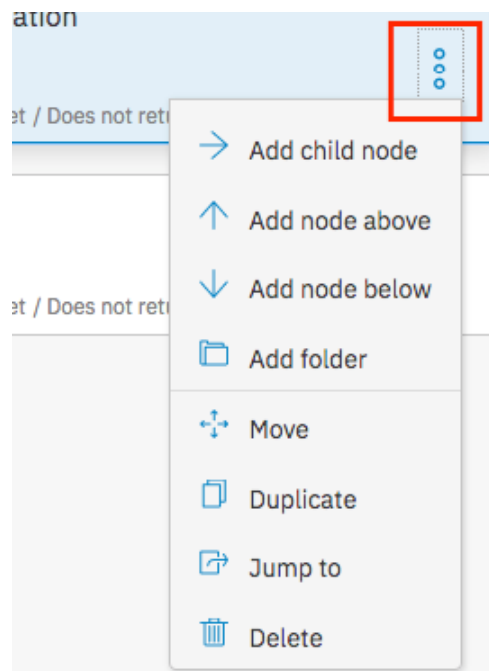 ation
et / Does not retu
Add child node
Add node above
Add node below
et / Does not retu
Add folder
Move
Duplicate
Jump to
Delete